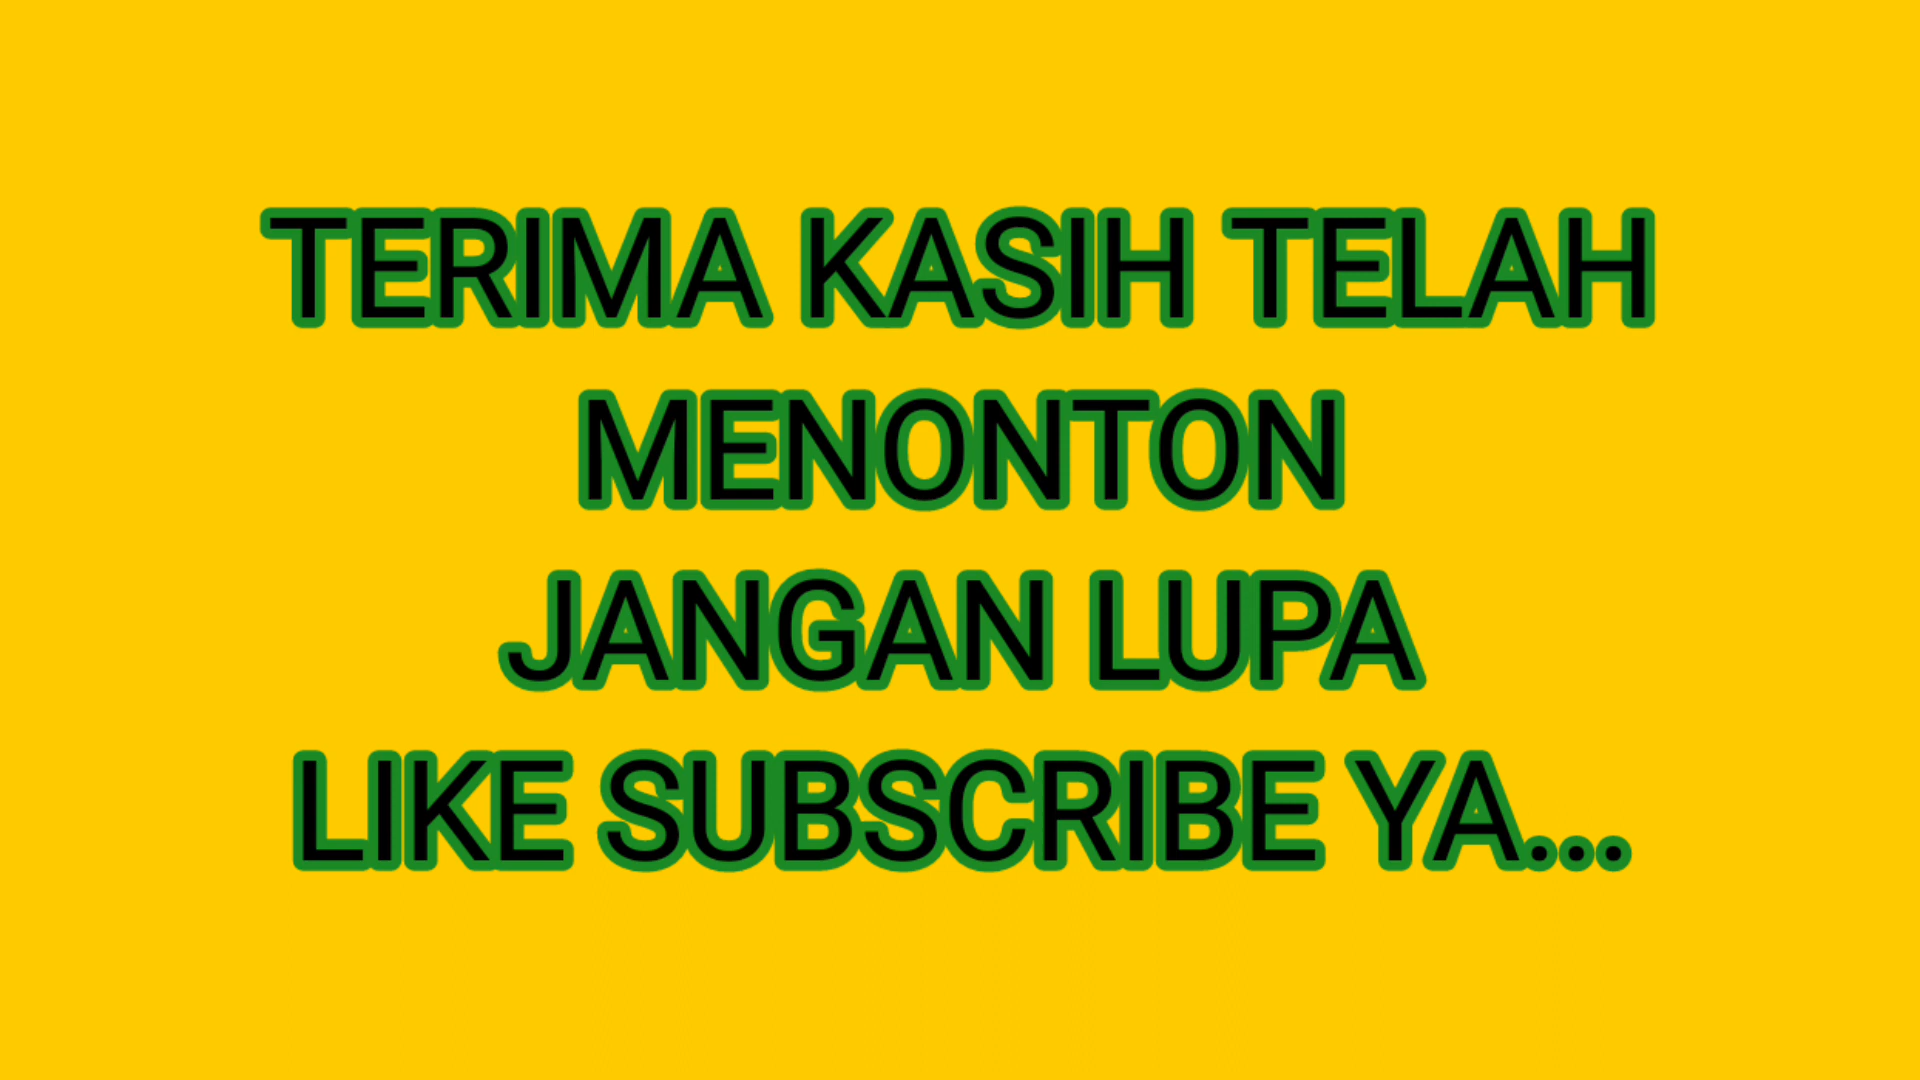 TERIMA KASIH TELAH
MENONTON
JANGAN LUPA
LIKE SUBSCRIBE YA...